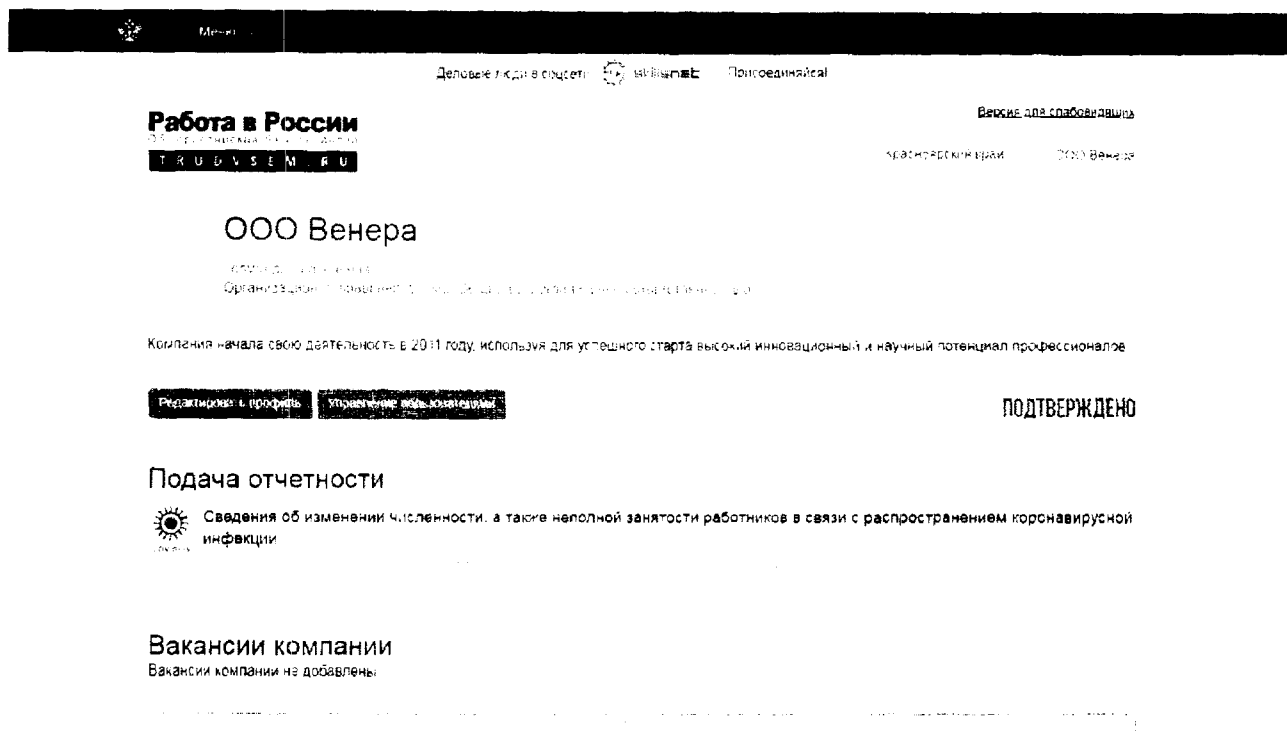 Меню
Деловые люди в соцсети skillsnet Присоединяйся!
Версия для слабовидящих
Работа в России
TRUDVSEM.RU
Красноярский край ООО Венера
ООО Венера
Компания начала свою деятельность в 2011 году, используя для успешного старта высокий инновационный и научный потенциал профессионалов
Редактировать профиль Управление пользователями
ПОДТВЕРЖДЕНО
Подача отчетности
Сведения об изменении численности, а также неполной занятости работников в связи с распространением коронавирусной
инфекции
Вакансии компании
Вакансии компании не добавлены